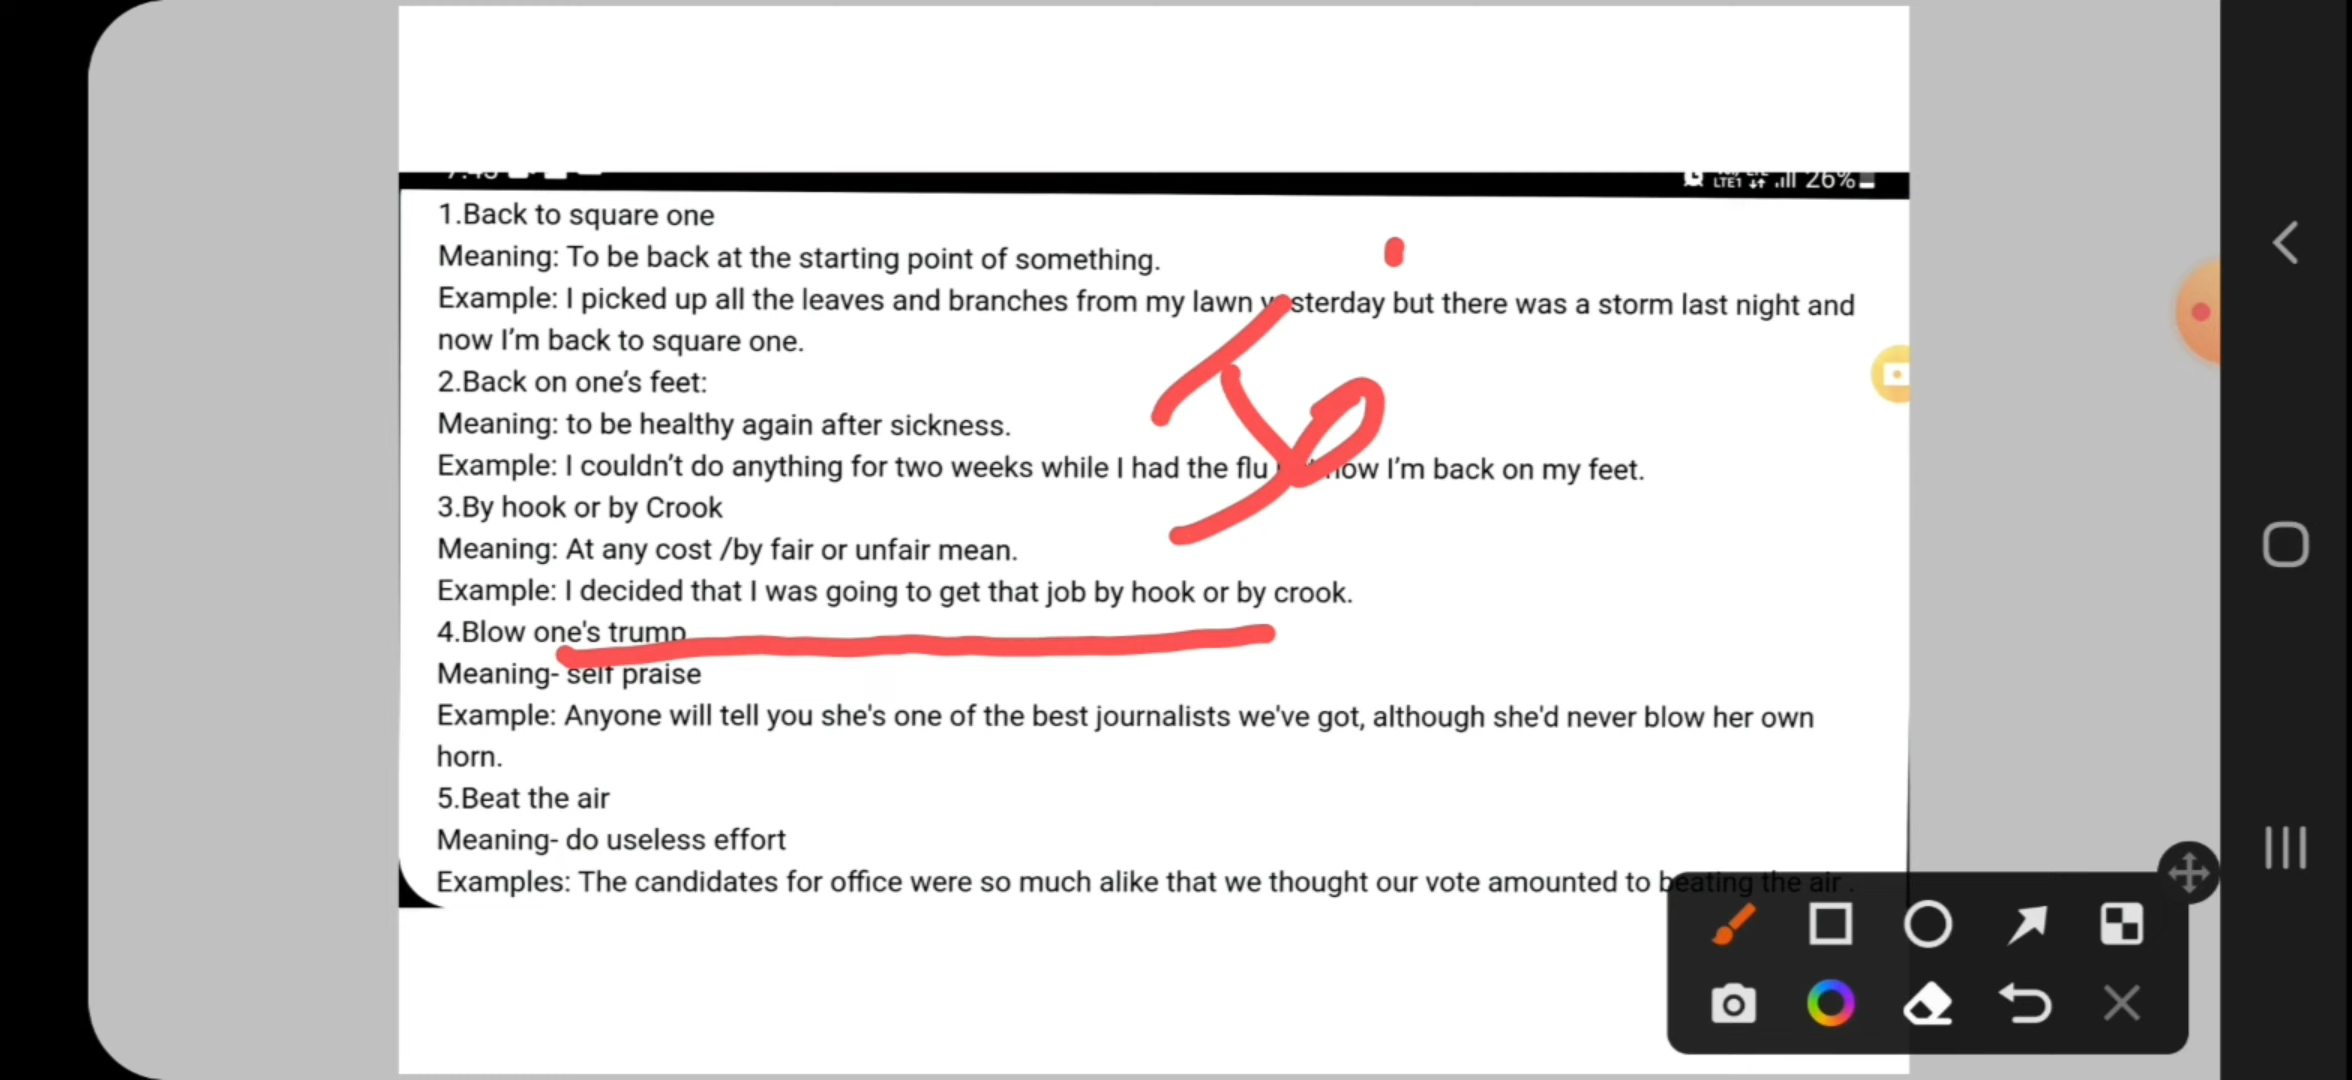 LTE1 26%
1.Back to square one
Meaning: To be back at the starting point of something.
Example: I picked up all the leaves and branches from my lawn yesterday but there was a storm last night and
now I'm back to square one.
2.Back on one's feet:
Meaning: to be healthy again after sickness.
Example: I couldn't do anything for two weeks while I had the flu now I'm back on my feet.
3.By hook or by Crook
Meaning: At any cost /by fair or unfair mean.
Example: I decided that I was going to get that job by hook or by crook.
4.Blow one's trump
Meaning- self praise
Example: Anyone will tell you she's one of the best journalists we've got, although she'd never blow her own
horn.
5.Beat the air
Meaning- do useless effort
Examples: The candidates for office were so much alike that we thought our vote amounted to beating the air .